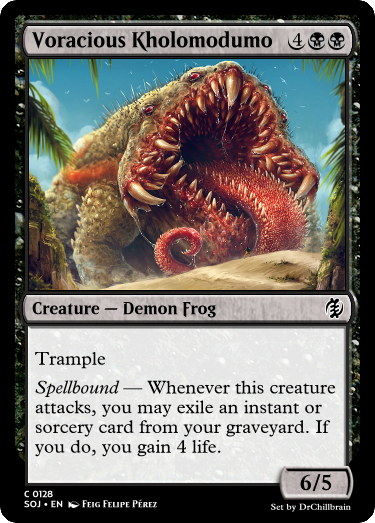 Voracious Kholomodumo 4
Creature — Demon Frog
Trample
Spellbound — Whenever this creature
attacks, you may exile an instant or
sorcery card from your graveyard. If
you do, you gain 4 life.
6/5
C 0128
SOJ • EN Feig Felipe Pérez
Set by DrChillbrain